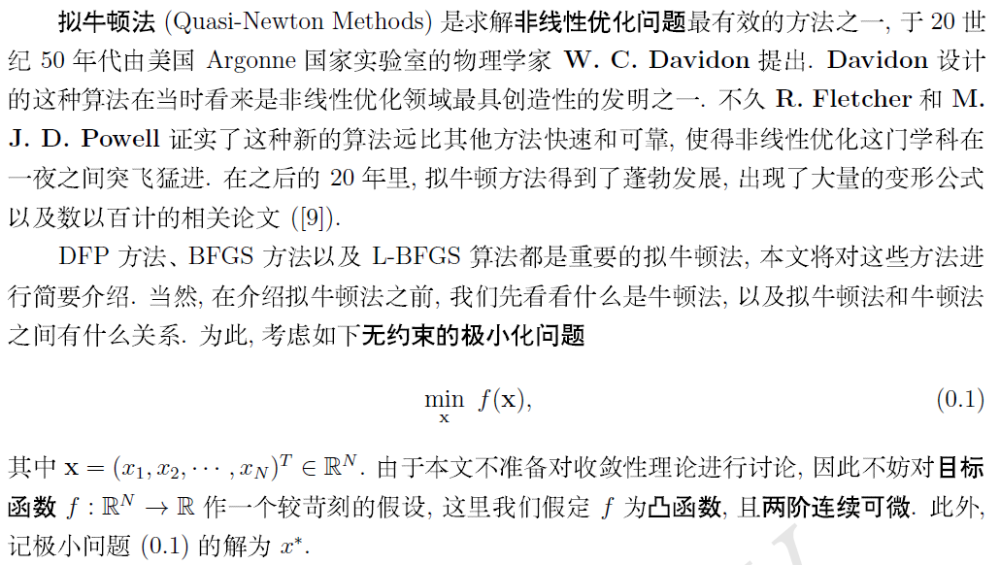 拟牛顿法 (Quasi-Newton Methods) 是求解非线性优化问题最有效的方法之一, 于 20 世
纪 50 年代由美国 Argonne 国家实验室的物理学家 W. C. Davidon 提出. Davidon 设计
的这种算法在当时看来是非线性优化领域最具创造性的发明之一. 不久 R. Fletcher 和 M.
J. D. Powell 证实了这种新的算法远比其他方法快速和可靠, 使得非线性优化这门学科在
一夜之间突飞猛进. 在之后的 20 年里, 拟牛顿方法得到了蓬勃发展, 出现了大量的变形公式
以及数以百计的相关论文 ([9]).
DFP 方法、BFGS 方法以及 L-BFGS 算法都是重要的拟牛顿法, 本文将对这些方法进
行简要介绍. 当然, 在介绍拟牛顿法之前, 我们先看看什么是牛顿法, 以及拟牛顿法和牛顿法
之间有什么关系. 为此, 考虑如下无约束的极小化问题
min f(x), (0.1)
x
其中 x = (x₁, x₂, ⋯ , x_N)ᵀ ∈ ℝᴺ. 由于本文不准备对收敛性理论进行讨论, 因此不妨对目标
函数 f : ℝᴺ → ℝ 作一个较苛刻的假设, 这里我们假定 f 为凸函数, 且两阶连续可微. 此外,
记极小问题 (0.1) 的解为 x*.